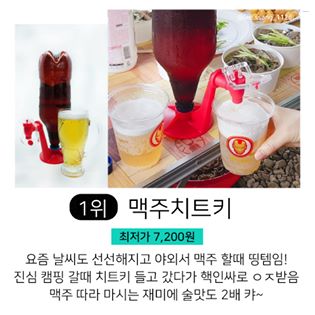 1위 맥주치트키
최저가 7,200원
요즘 날씨도 선선해지고 야외서 맥주 할때 띵템임!
진심 캠핑 갈때 치트키 들고 갔다가 핵인싸로 ㅇㅈ받음
맥주 따라 마시는 재미에 술맛도 2배 캬~